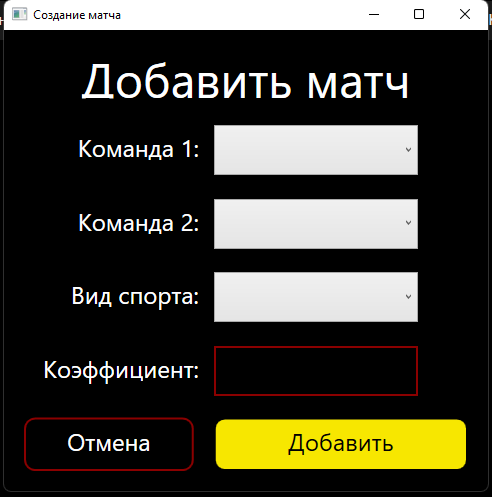 Создание матча
Добавить матч
Команда 1:
Команда 2:
Вид спорта:
Коэффициент:
Отмена
Добавить